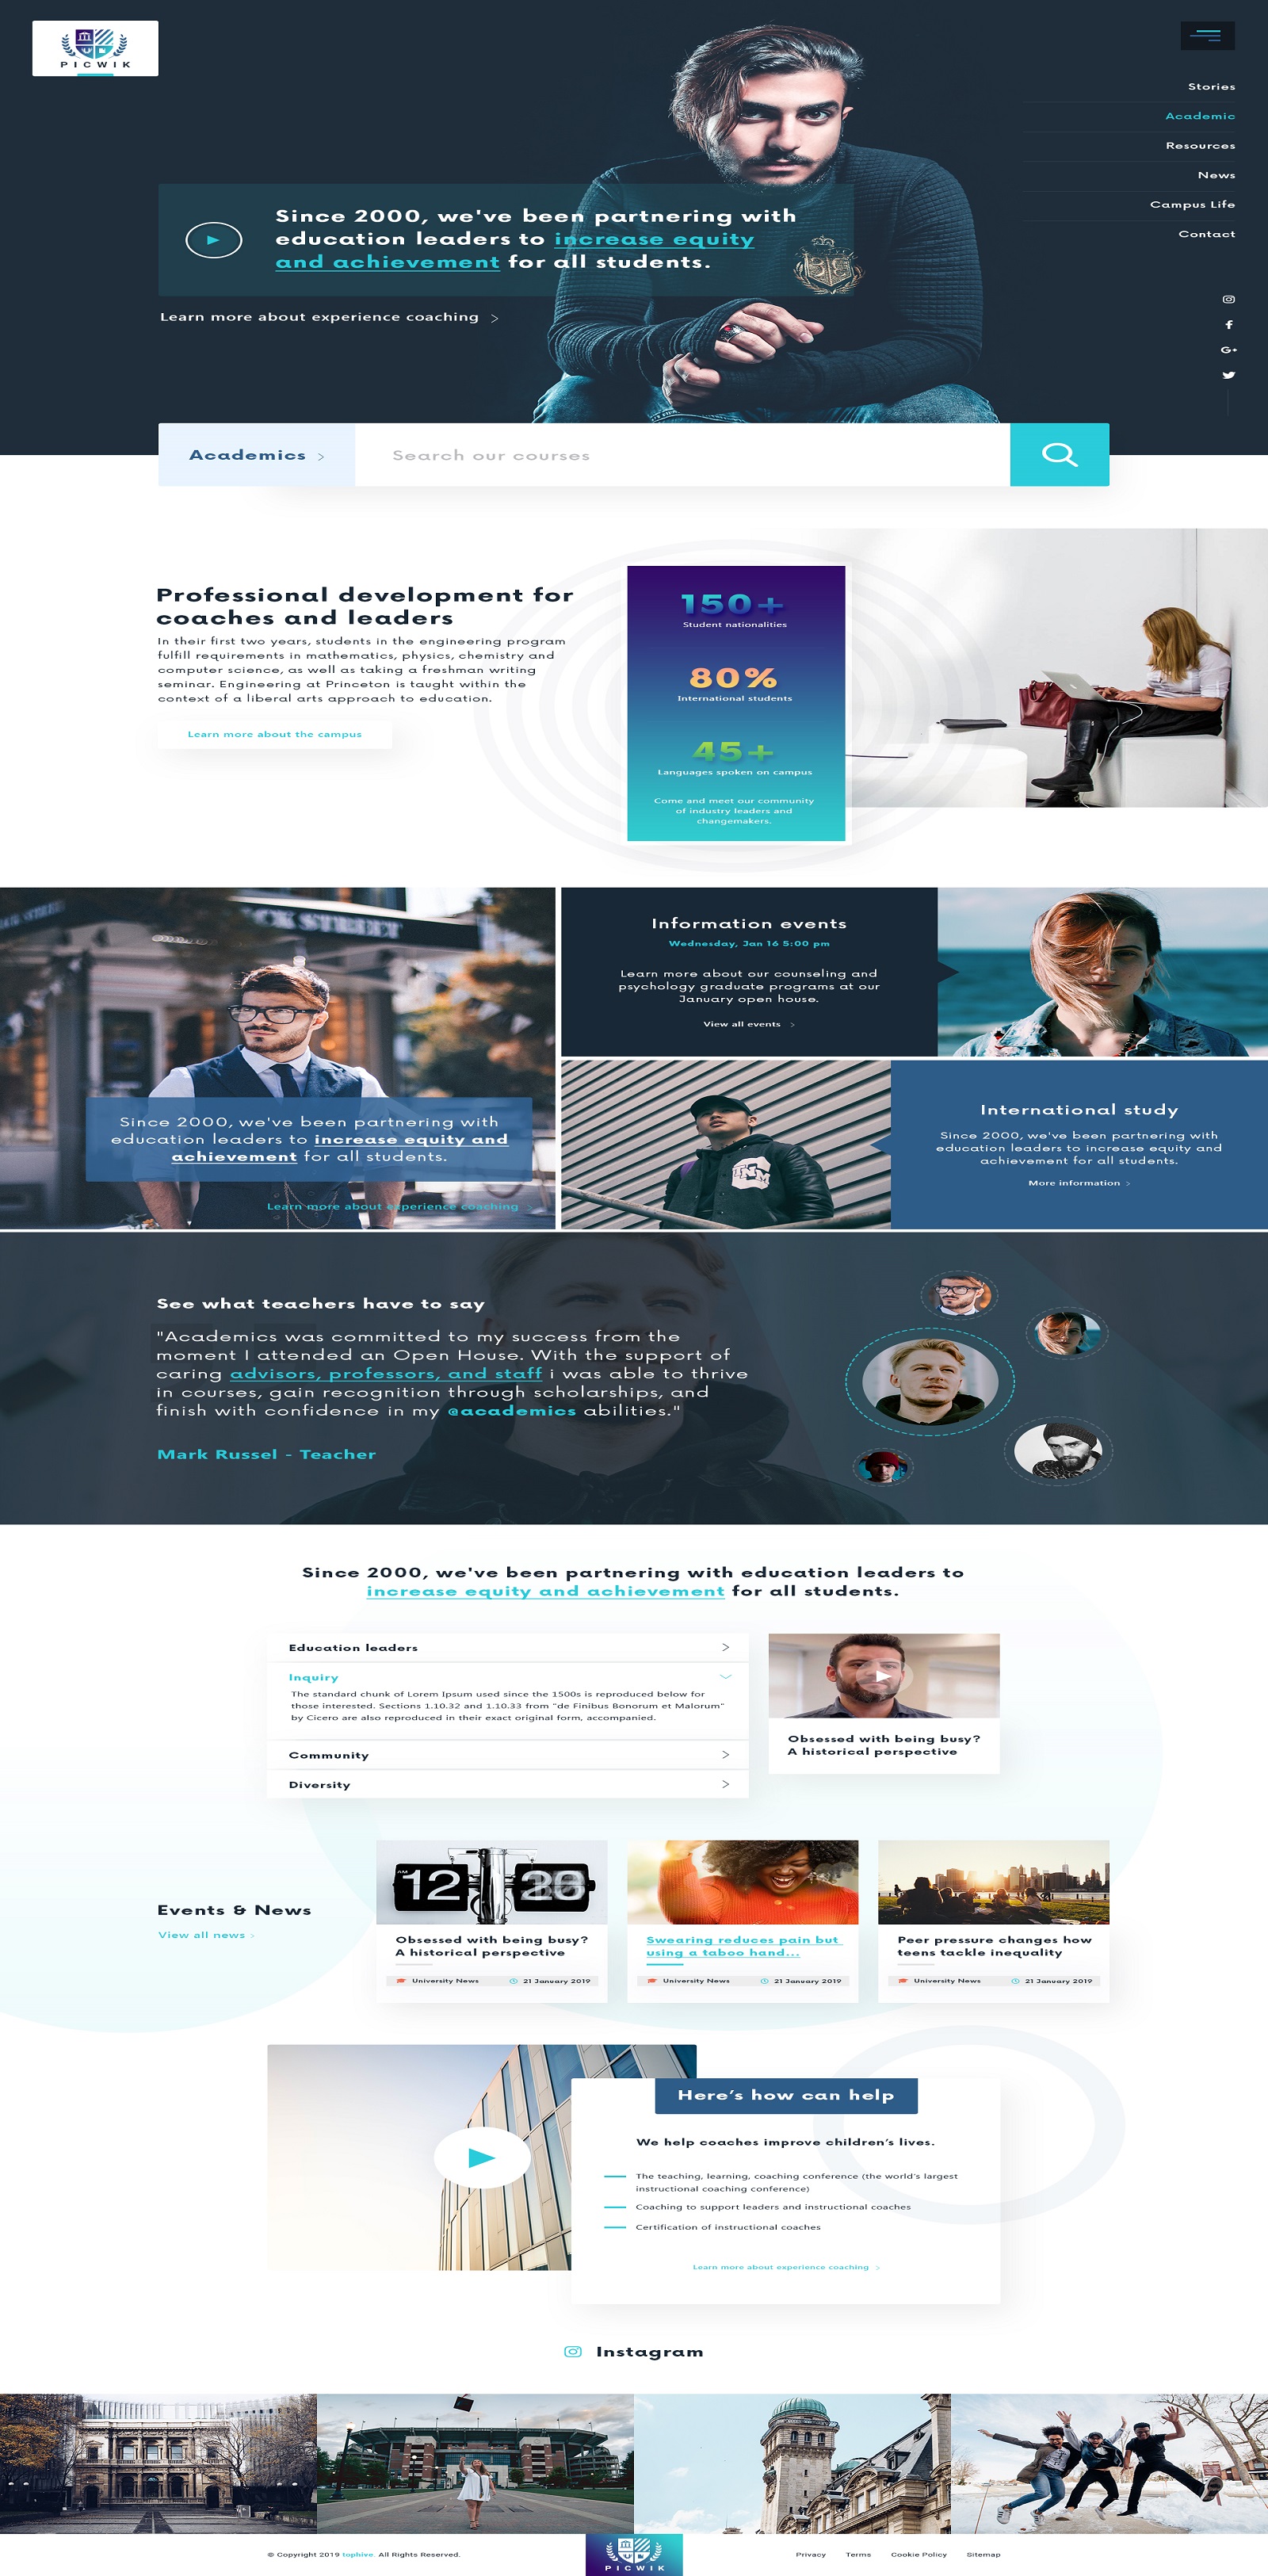 PICWIK
Stories
Academic
Resources
News
Campus Life
Contact
Since 2000, we've been partnering with
education leaders to increase equity
and achievement for all students.
Learn more about experience coaching >
Academics >
Search our courses
Professional development for
coaches and leaders
In their first two years, students in the engineering program
fulfill requirements in mathematics, physics, chemistry and
computer science, as well as taking a freshman writing
seminar. Engineering at Princeton is taught within the
context of a liberal arts approach to education.
Learn more about the campus
150+
Student nationalities
80%
International students
45+
Languages spoken on campus
Come and meet our community
of industry leaders and
changemakers.
CK STREET
Since 2000, we've been partnering with
education leaders to increase equity and
achievement for all students.
Learn more about experience coaching >
Information events
Wednesday, Jan 16 5:00 pm
Learn more about our counseling and
psychology graduate programs at our
January open house.
View all events >
International study
Since 2000, we've been partnering with
education leaders to increase equity and
achievement for all students.
More information >
See what teachers have to say
"Academics was committed to my success from the
moment I attended an Open House. With the support of
caring advisors, professors, and staff i was able to thrive
in courses, gain recognition through scholarships, and
finish with confidence in my @academics abilities."
Mark Russel - Teacher
Since 2000, we've been partnering with education leaders to
increase equity and achievement for all students.
Education leaders >
Inquiry
The standard chunk of Lorem Ipsum used since the 1500s is reproduced below for
those interested. Sections 1.10.32 and 1.10.33 from "de Finibus Bonorum et Malorum"
by Cicero are also reproduced in their exact original form, accompanied.
Community >
Diversity >
Obsessed with being busy?
A historical perspective
Events & News
View all news >
AM
12
Obsessed with being busy?
A historical perspective
University News 21 January 2019
Swearing reduces pain but
using a taboo hand...
University News 21 January 2019
Peer pressure changes how
teens tackle inequality
University News 21 January 2019
Here's how can help
We help coaches improve children's lives.
The teaching, learning, coaching conference (the world's largest
instructional coaching conference)
Coaching to support leaders and instructional coaches
Certification of instructional coaches
Learn more about experience coaching >
Instagram
© Copyright 2019 tophive. All Rights Reserved.
PICWIK
Privacy Terms Cookie Policy Sitemap